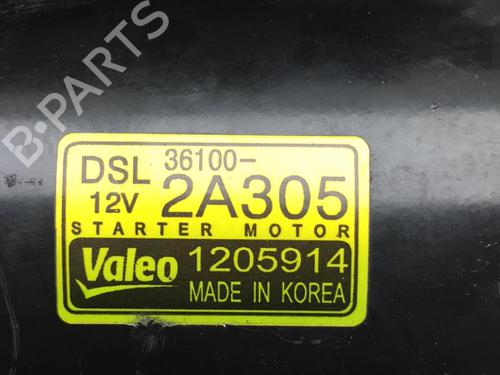 B-PARTS
DSL 36100-
12V 2A305
STARTER MOTOR
Valeo 1205914
MADE IN KOREA